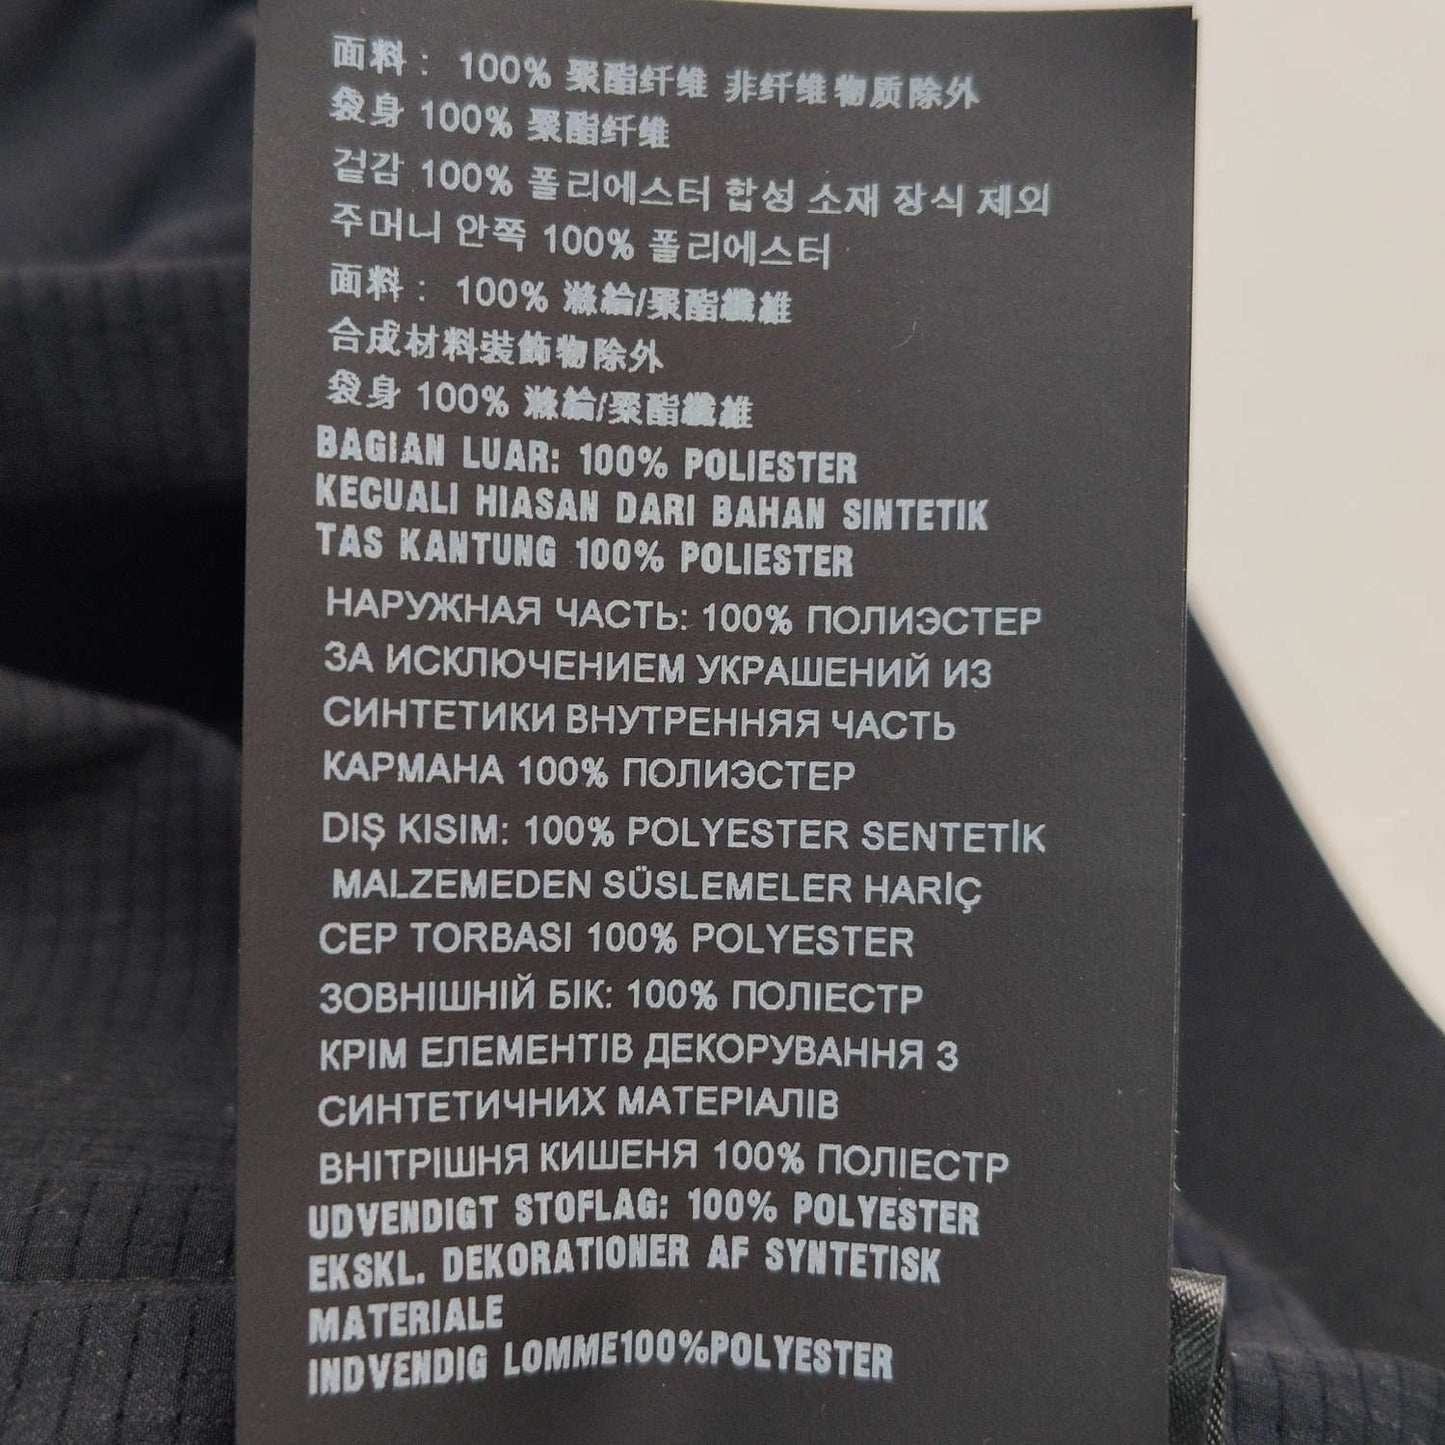 面料： 100% 聚酯纤维 非纤维物质除外
袋身 100% 聚酯纤维
겉감 100% 폴리에스터 합성 소재 장식 제외
주머니 안쪽 100% 폴리에스터
面料： 100% 滌綸/聚酯纖維
合成材料裝飾物除外
袋身 100% 滌綸/聚酯纖維
BAGIAN LUAR: 100% POLIESTER
KECUALI HIASAN DARI BAHAN SINTETIK
TAS KANTUNG 100% POLIESTER
НАРУЖНАЯ ЧАСТЬ: 100% ПОЛИЭСТЕР
ЗА ИСКЛЮЧЕНИЕМ УКРАШЕНИЙ ИЗ
СИНТЕТИКИ ВНУТРЕННЯЯ ЧАСТЬ
КАРМАНА 100% ПОЛИЭСТЕР
DIŞ KISIM: 100% POLYESTER SENTETİK
MALZEMEDEN SÜSLEMELER HARİÇ
CEP TORBASI 100% POLYESTER
ЗОВНІШНІЙ БІК: 100% ПОЛІЕСТР
КРІМ ЕЛЕМЕНТІВ ДЕКОРУВАННЯ З
СИНТЕТИЧНИХ МАТЕРІАЛІВ
ВНІТРІШНЯ КИШЕНЯ 100% ПОЛІЕСТР
UDVENDIGT STOFLAG: 100% POLYESTER
EKSKL. DEKORATIONER AF SYNTETISK
MATERIALE
INDVENDIG LOMME100%POLYESTER